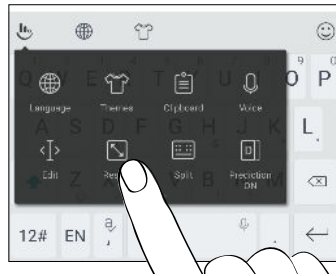 9 0
O P
Language Themes Clipboard Voice
A S D F G H J K L
Edit Split Prediction ON
Z B M
12# EN